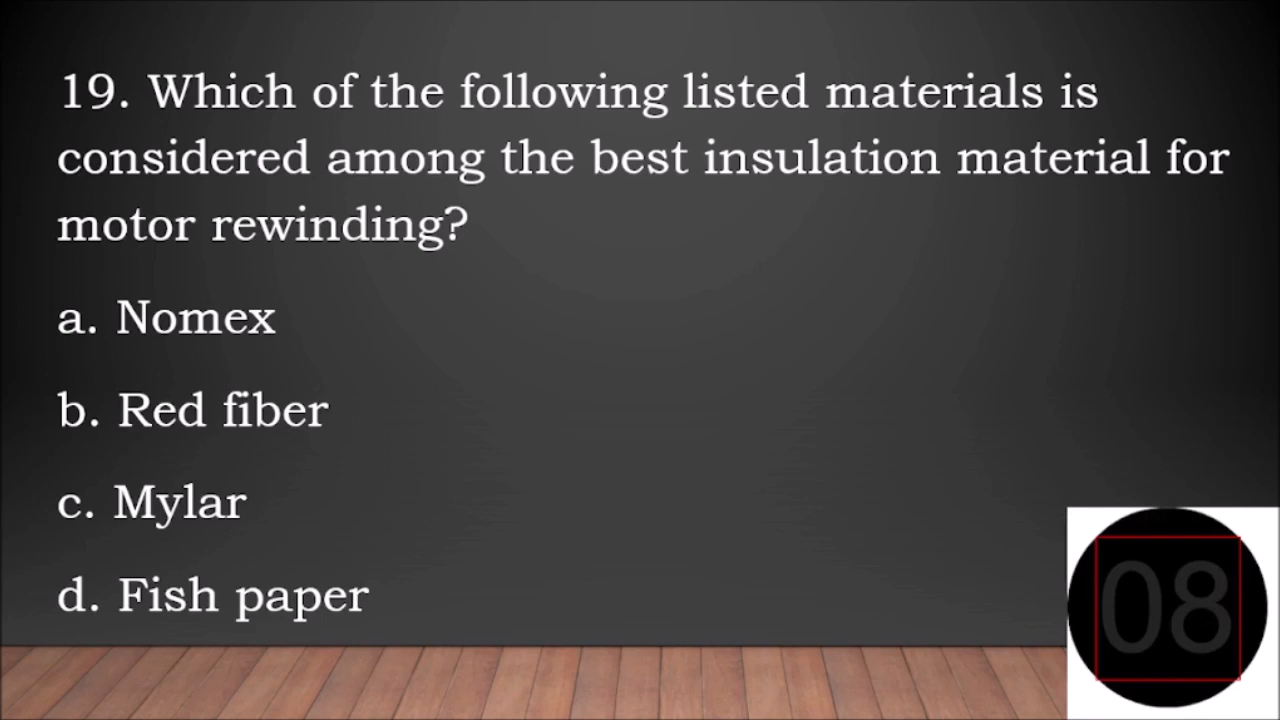 19. Which of the following listed materials is
considered among the best insulation material for
motor rewinding?
a. Nomex
b. Red fiber
c. Mylar
d. Fish paper
08